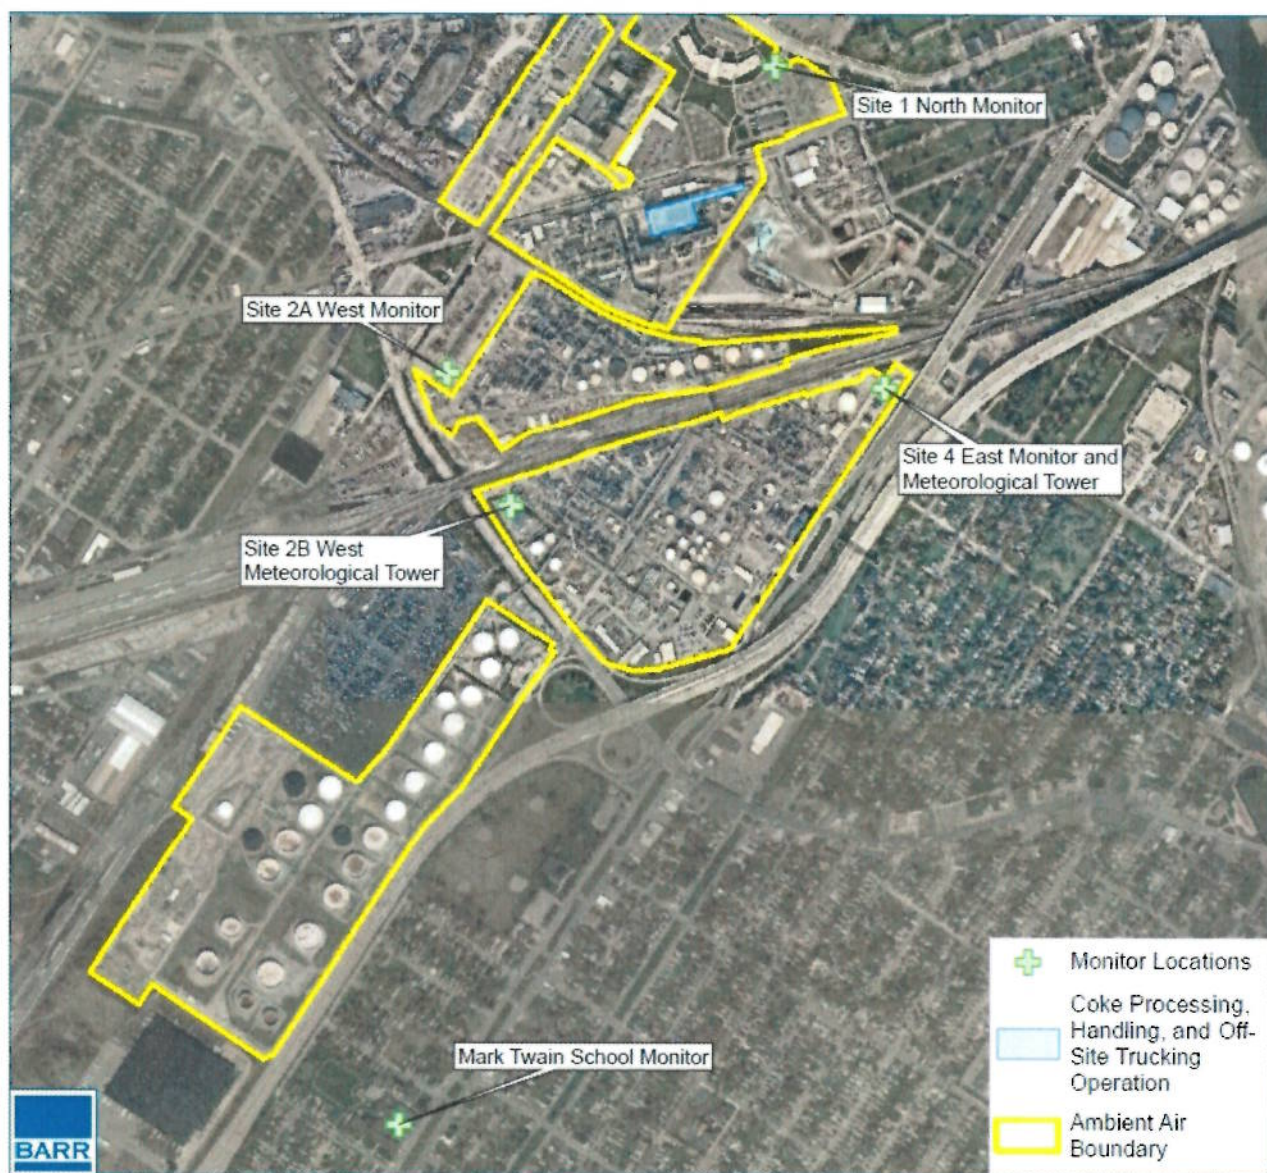 Site 1 North Monitor
Site 2A West Monitor
Site 4 East Monitor and
Meteorological Tower
Site 2B West
Meteorological Tower
Mark Twain School Monitor
Monitor Locations
Coke Processing,
Handling, and Off-
Site Trucking
Operation
Ambient Air
Boundary
BARR